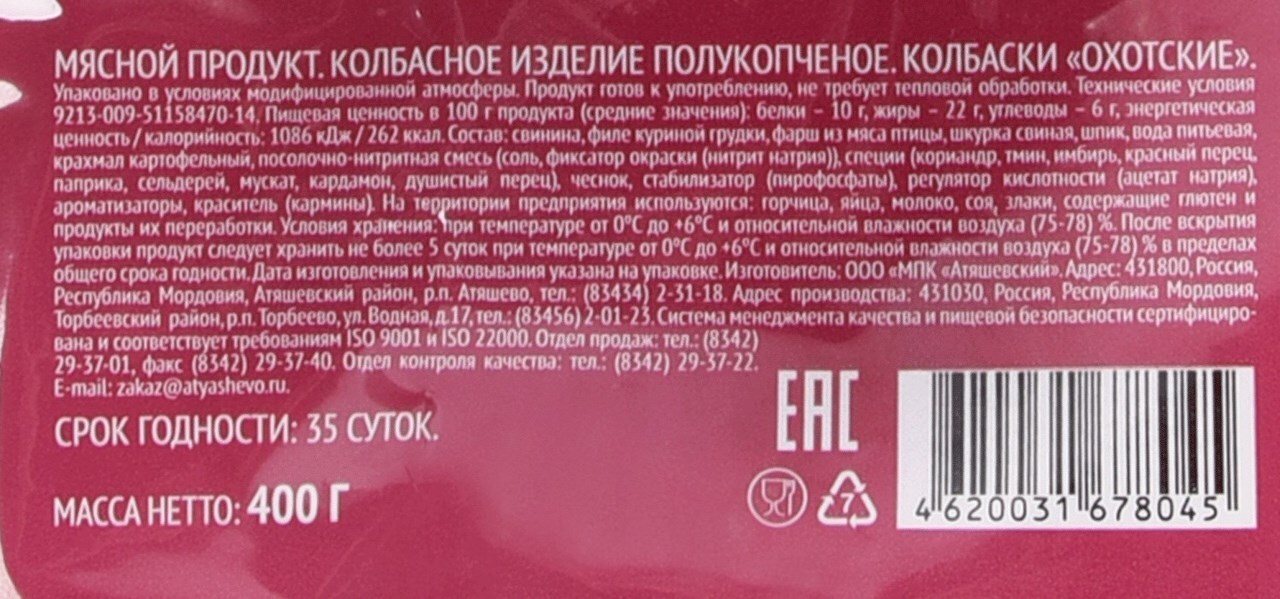 МЯСНОЙ ПРОДУКТ. КОЛБАСНОЕ ИЗДЕЛИЕ ПОЛУКОПЧЕНОЕ. КОЛБАСКИ «ОХОТСКИЕ».
Упаковано в условиях модифицированной атмосферы. Продукт готов к употреблению, не требует тепловой обработки. Технические условия
9213-009-51158470-14. Пищевая ценность в 100 г продукта (средние значения): белки – 10 г, жиры – 22 г, углеводы – 6 г, энергетическая
ценность / калорийность: 1086 кДж / 262 ккал. Состав: свинина, филе куриной грудки, фарш из мяса птицы, шкурка свиная, шпик, вода питьевая,
крахмал картофельный, посолочно-нитритная смесь (соль, фиксатор окраски (нитрит натрия)), специи (кориандр, тмин, имбирь, красный перец,
паприка, сельдерей, мускат, кардамон, душистый перец), чеснок, стабилизатор (пирофосфаты), регулятор кислотности (ацетат натрия),
ароматизаторы, краситель (кармины). На территории предприятия используются: горчица, яйца, молоко, соя, злаки, содержащие глютен и
продукты их переработки. Условия хранения: при температуре от 0°С до +6°С и относительной влажности воздуха (75-78) %. После вскрытия
упаковки продукт следует хранить не более 5 суток при температуре от 0°С до +6°С и относительной влажности воздуха (75-78) % в пределах
общего срока годности. Дата изготовления и упаковывания указана на упаковке. Изготовитель: ООО «МПК «Атяшевский». Адрес: 431800, Россия,
Республика Мордовия, Атяшевский район, р.п. Атяшево, тел.: (83434) 2-31-18. Адрес производства: 431030, Россия, Республика Мордовия,
Торбеевский район, р.п. Торбеево, ул. Водная, д.17, тел.: (83456) 2-01-23. Система менеджмента качества и пищевой безопасности сертифициро-
вана и соответствует требованиям ISO 9001 и ISO 22000. Отдел продаж: тел.: (8342)
29-37-01, факс (8342) 29-37-40. Отдел контроля качества: тел.: (8342) 29-37-22.
E-mail: zakaz@atyashevo.ru.
СРОК ГОДНОСТИ: 35 СУТОК.
МАССА НЕТТО: 400 Г
ЕАС
7
4 620031 678045